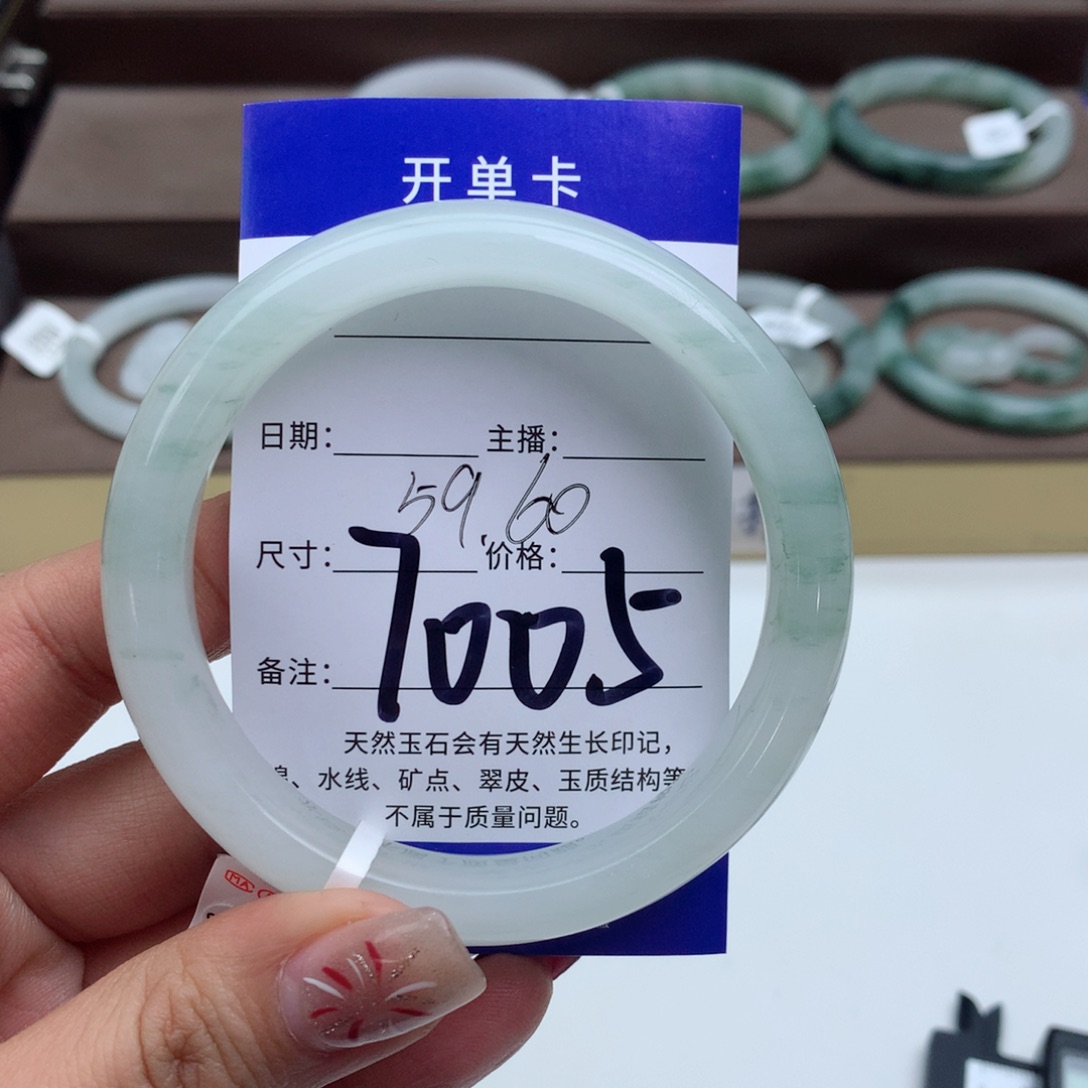 开单卡
日期： 主播：
59.60
尺寸： 价格：
7005
备注：
天然玉石会有天然生长印记，
、水线、矿点、翠皮、玉质结构等
不属于质量问题。